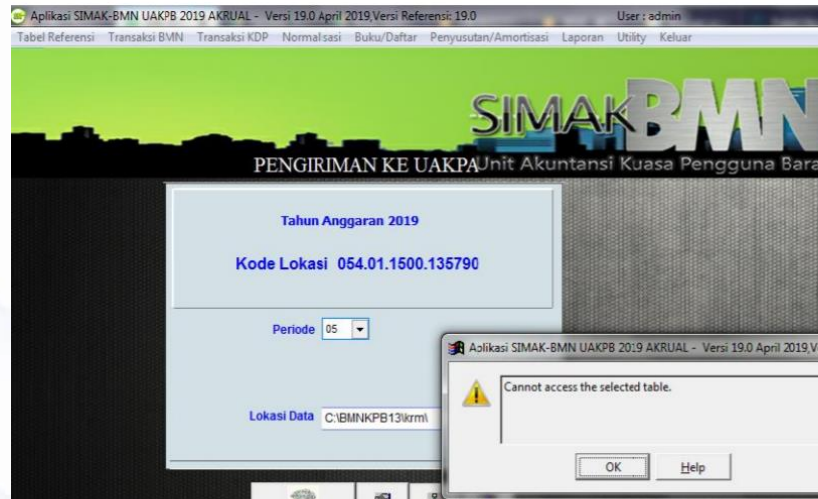 Aplikasi SIMAK-BMN UAKPB 2019 AKRUAL - Versi 19.0 April 2019,Versi Referensi: 19.0 User : admin
Tabel Referensi Transaksi BMN Transaksi KDP Normalisasi Buku/Daftar Penyusutan/Amortisasi Laporan Utility Keluar
SIMAKBMN
PENGIRIMAN KE UAKPA Unit Akuntansi Kuasa Pengguna Bara
Tahun Anggaran 2019
Kode Lokasi 054.01.1500.135790
Periode 05
Aplikasi SIMAK-BMN UAKPB 2019 AKRUAL - Versi 19.0 April 2019,V
Cannot access the selected table.
Lokasi Data C:\BMNKPB13\krm\
OK Help